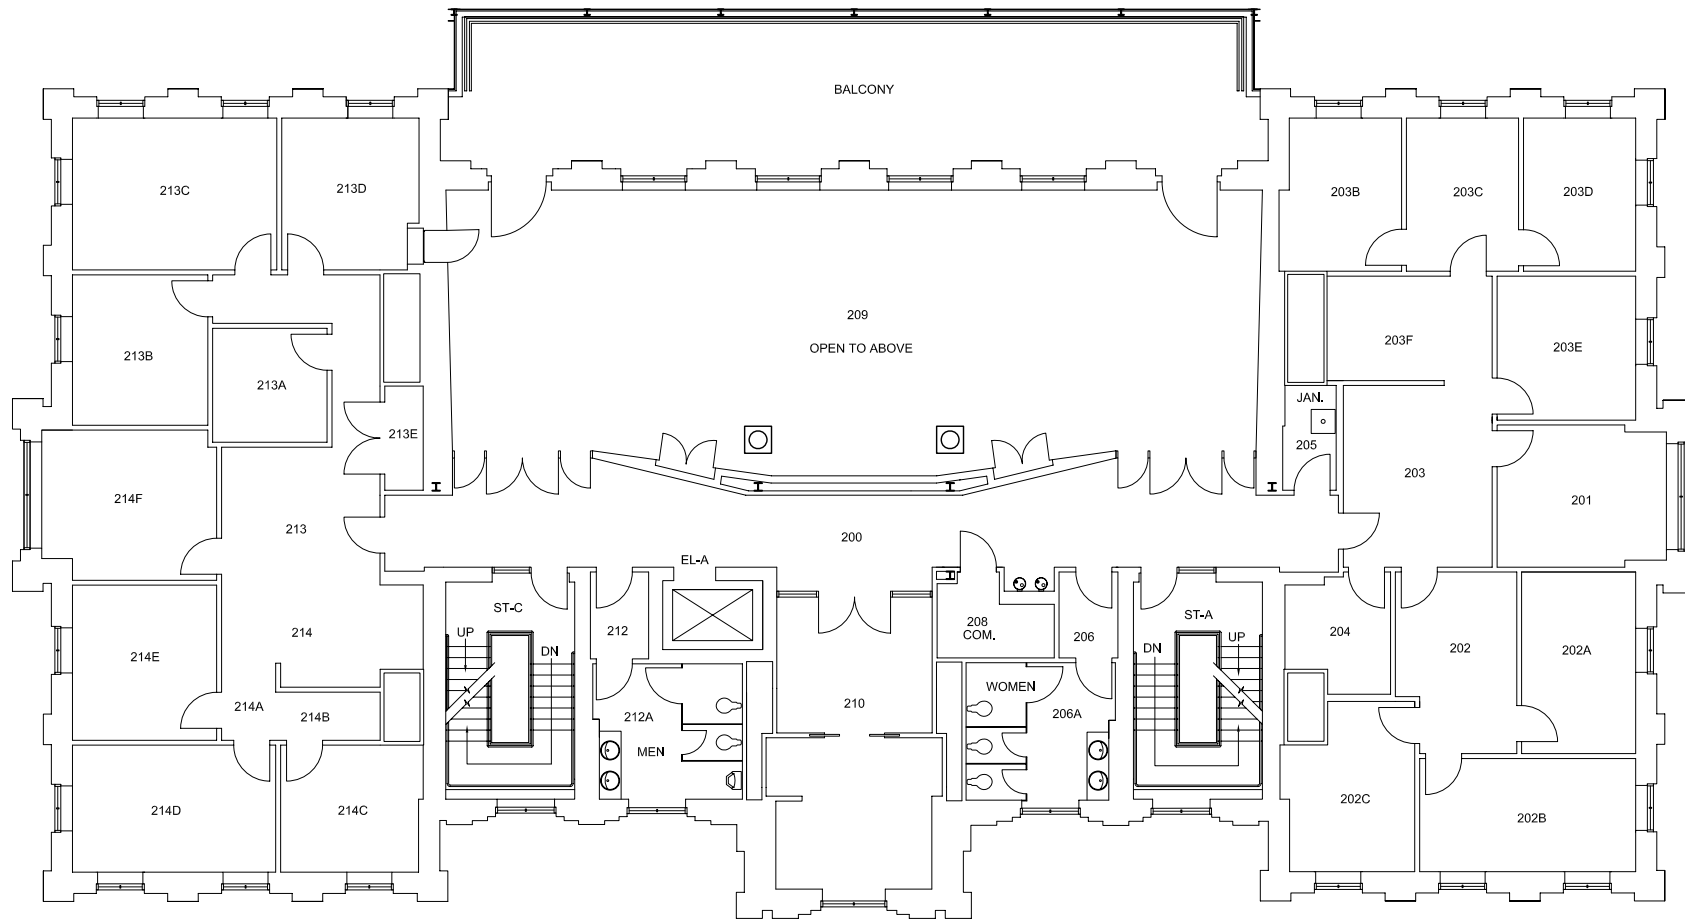 BALCONY
213C
213D
203B
203C
203D
209
OPEN TO ABOVE
213B
213A
203F
203E
JAN.
213E
205
214F
213
203
201
200
EL-A
ST-C
ST-A
UP
DN
212
208
COM.
206
DN
UP
204
202
202A
214E
214
214A
214B
212A
MEN
210
WOMEN
206A
214D
214C
202C
202B